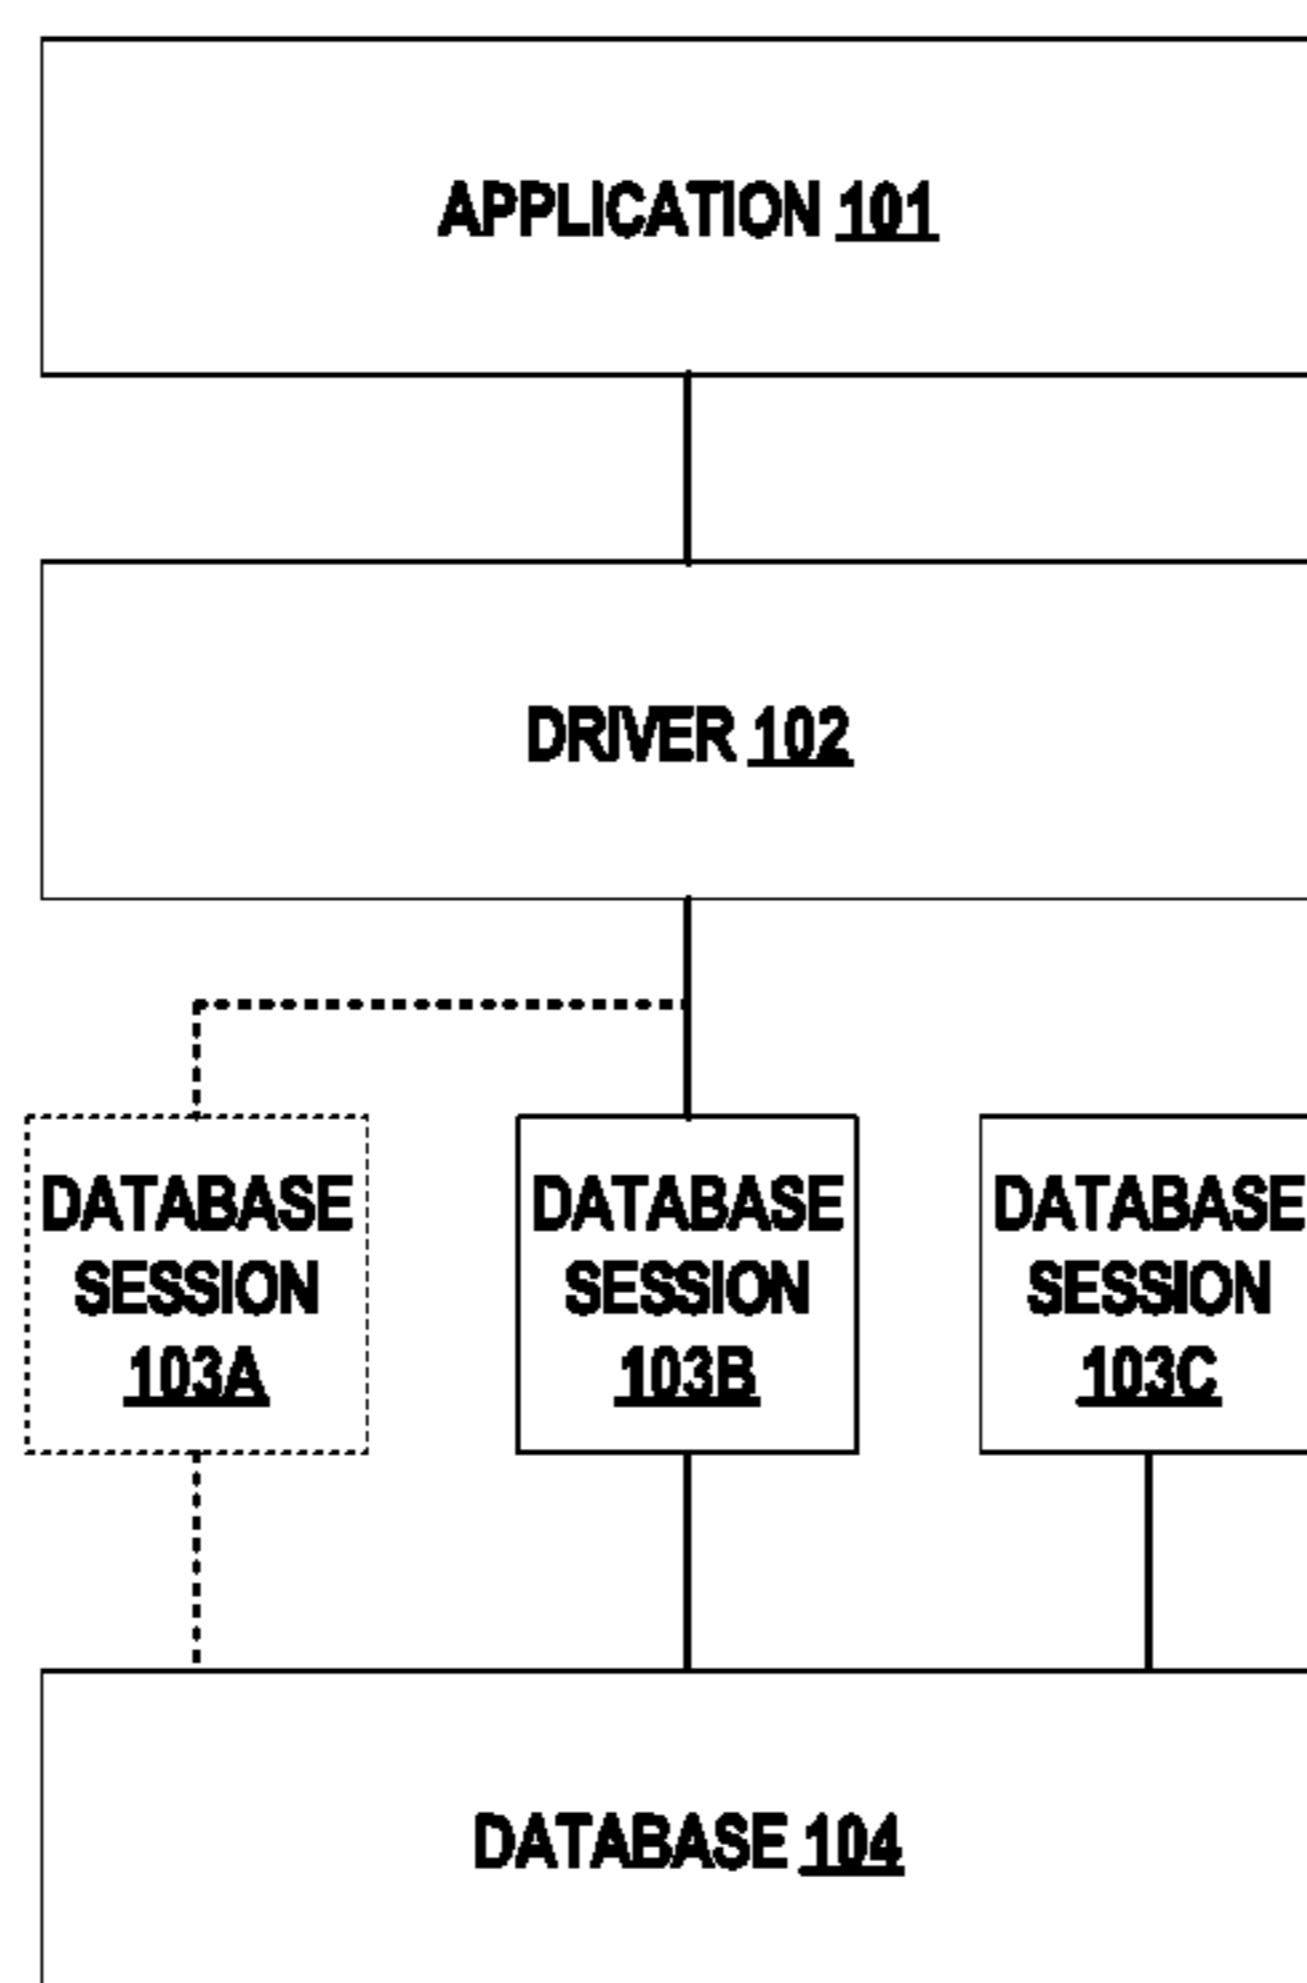 APPLICATION 101
DRIVER 102
DATABASE
SESSION
103A
DATABASE
SESSION
103B
DATABASE
SESSION
103C
DATABASE 104